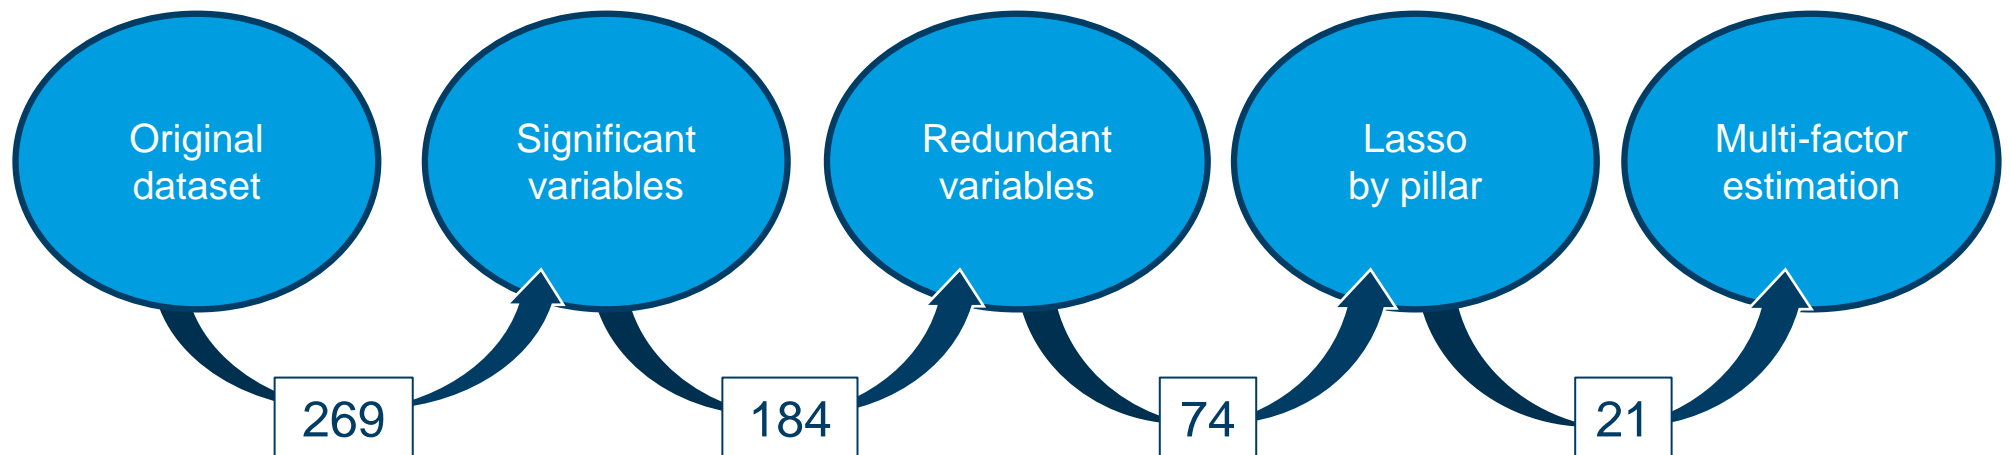 Original
dataset
Significant
variables
Redundant
variables
Lasso
by pillar
Multi-factor
estimation
269
184
74
21